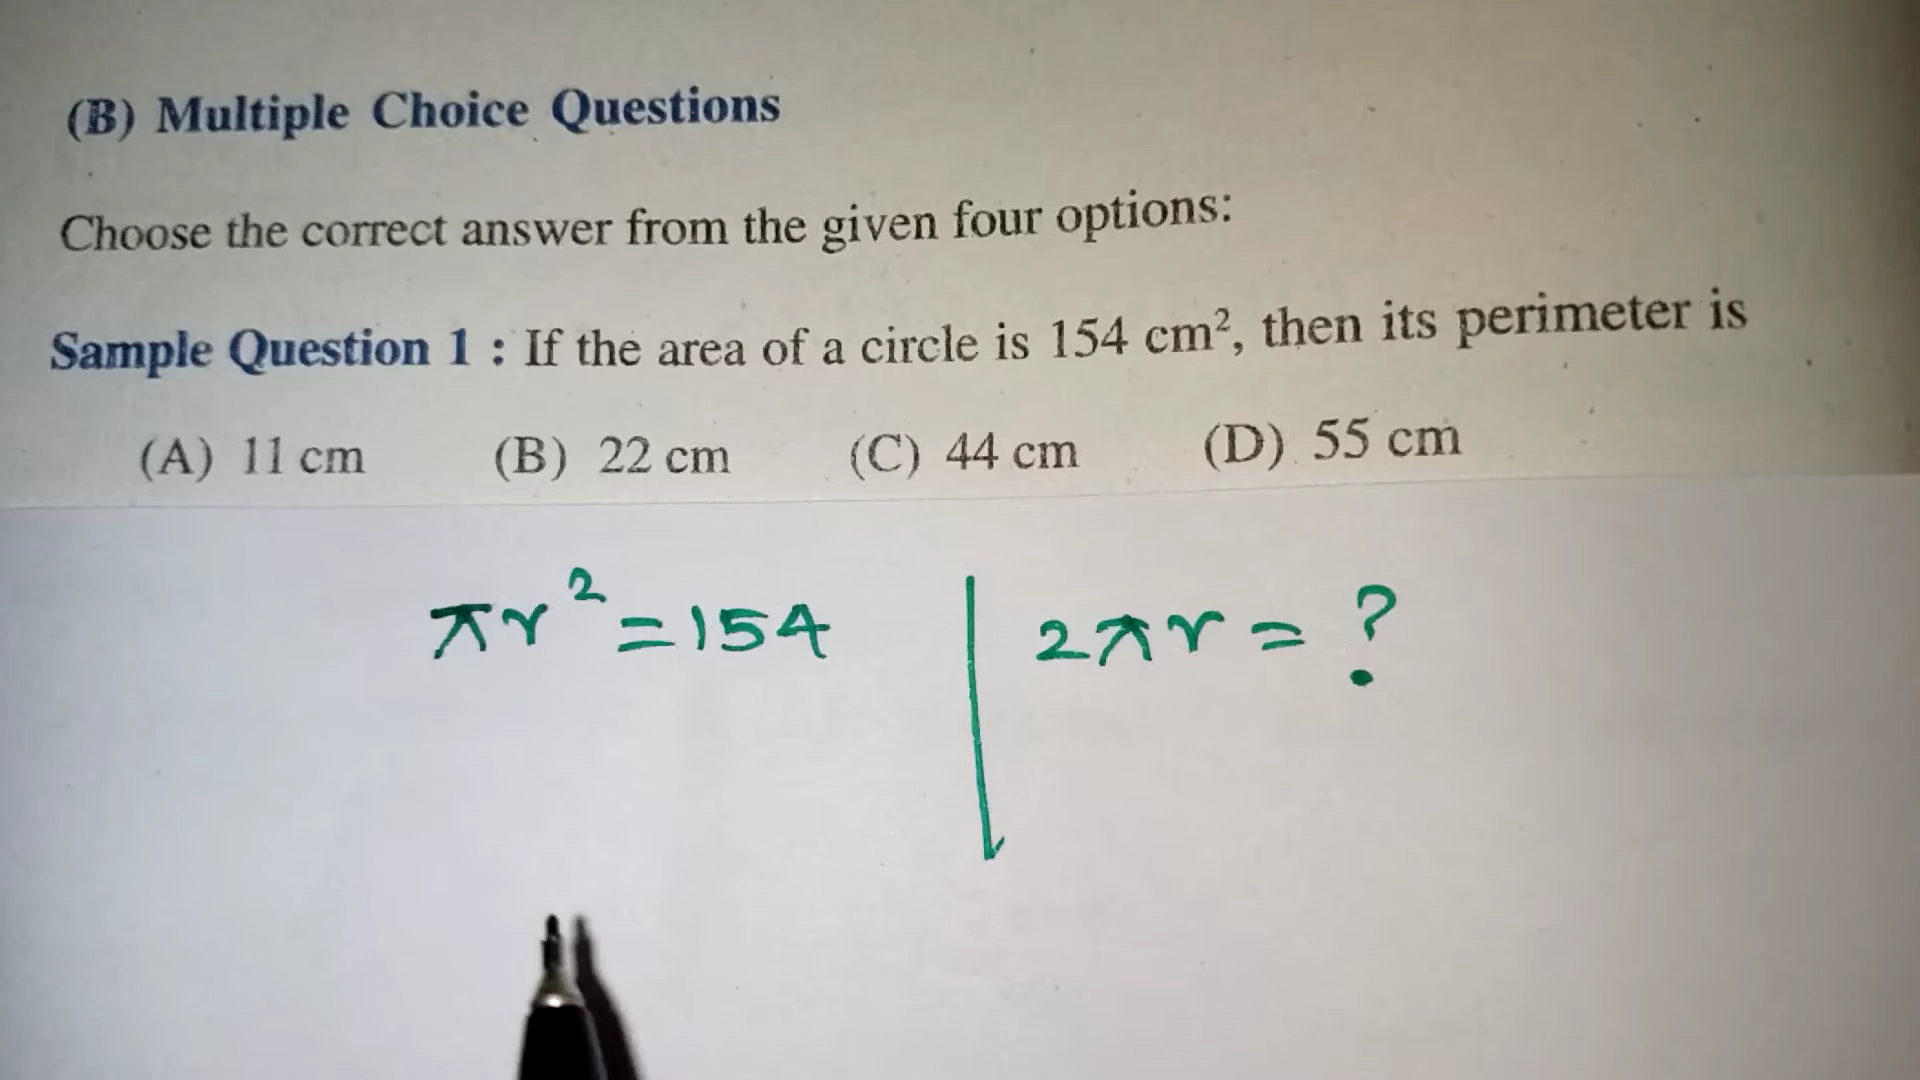 (B) Multiple Choice Questions
Choose the correct answer from the given four options:
Sample Question 1 : If the area of a circle is 154 cm², then its perimeter is
(A) 11 cm (B) 22 cm (C) 44 cm (D) 55 cm
πr² = 154 2πr = ?